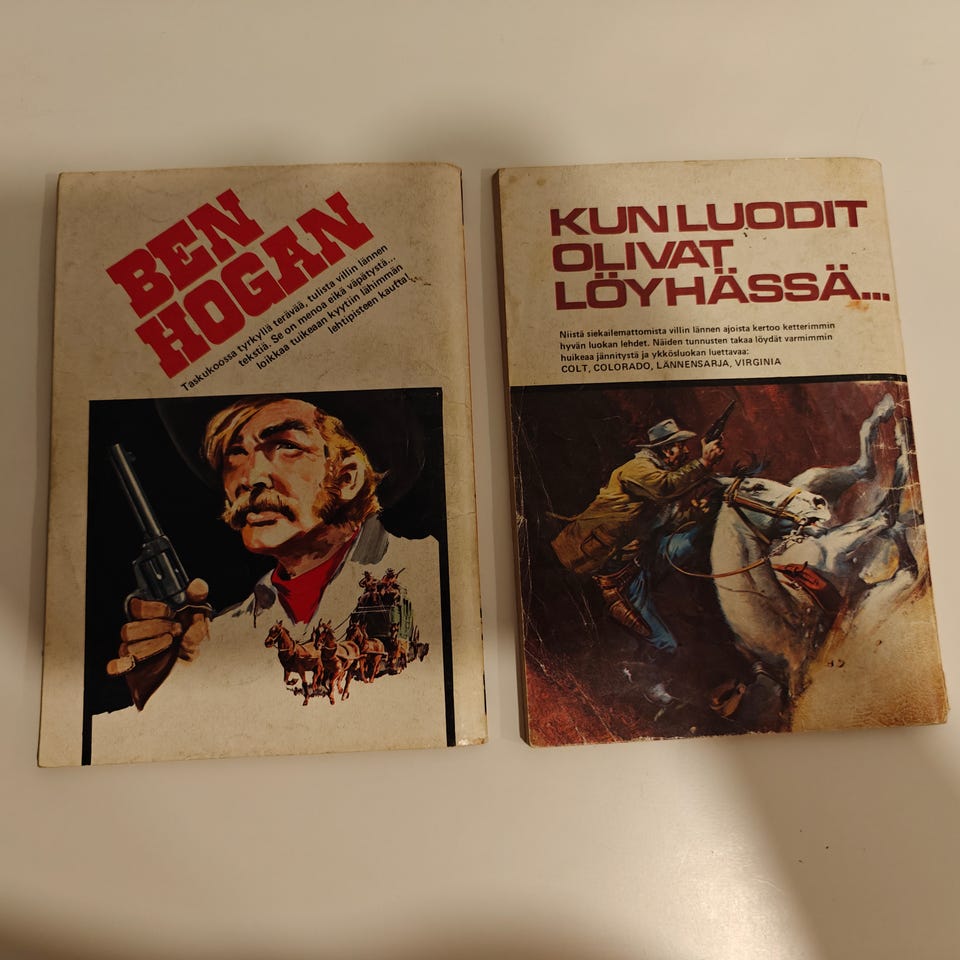 BEN
HOGAN
Taskukoossa tyrkyllä terävää, tulista villin lännen
tekstiä. Se on menoa eikä väpätystä...
loikkaa tuikeaan kyytiin lähimmän
lehtipisteen kautta!
KUN LUODIT
OLIVAT
LÖYHÄSSÄ...
Niistä siekailemattomista villin lännen ajoista kertoo ketterimmin
hyvän luokan lehdet. Näiden tunnusten takaa löydät varmimmin
huikeaa jännitystä ja ykkösluokan luettavaa:
COLT, COLORADO, LÄNNENSARJA, VIRGINIA